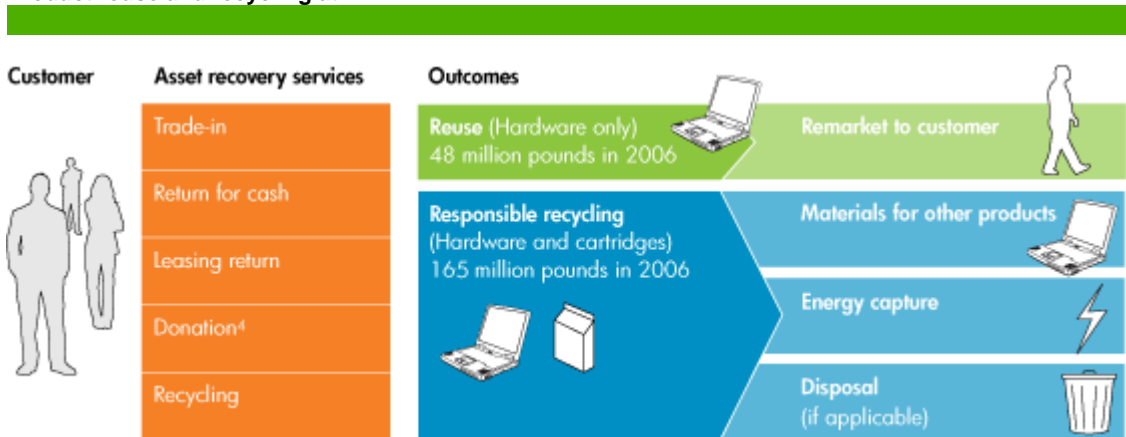 Customer
Asset recovery services
Outcomes
Trade-in
Return for cash
Leasing return
Donation⁴
Recycling
Reuse (Hardware only)
48 million pounds in 2006
Remarket to customer
Responsible recycling
(Hardware and cartridges)
165 million pounds in 2006
Materials for other products
Energy capture
Disposal
(if applicable)